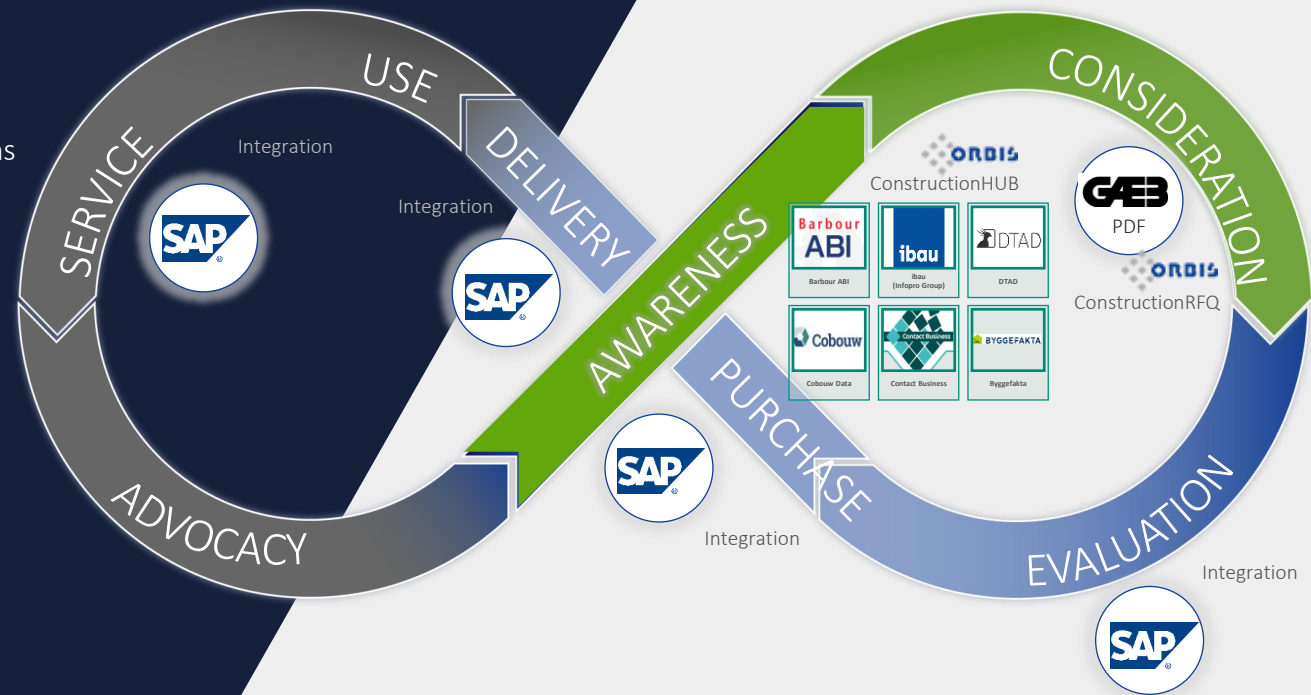 USE
SERVICE
ADVOCACY
DELIVERY
AWARENESS
PURCHASE
CONSIDERATION
EVALUATION
Integration
SAP
®
Integration
SAP
®
Integration
SAP
®
Integration
SAP
®
ORBIS
ConstructionHUB
Barbour
ABI
Barbour ABI
ibau
Ibau
(Infopro Group)
DTAD
DTAD
Cobouw
Cobouw Data
Contact Business
Contact Business
BYGGEFAKTA
Byggefakta
GAEB
PDF
ORBIS
ConstructionRFQ